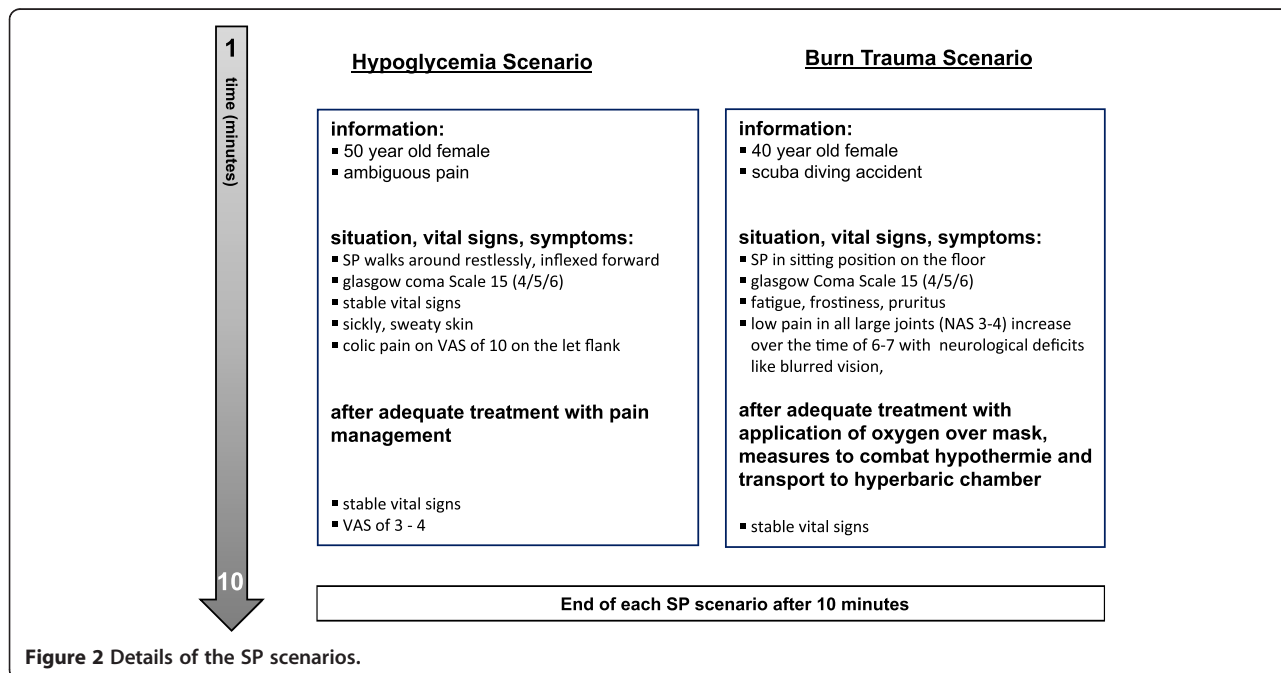 1
time (minutes)
10
Hypoglycemia Scenario
information:
▪ 50 year old female
▪ ambiguous pain
situation, vital signs, symptoms:
▪ SP walks around restlessly, inflexed forward
▪ glasgow coma Scale 15 (4/5/6)
▪ stable vital signs
▪ sickly, sweaty skin
▪ colic pain on VAS of 10 on the let flank
after adequate treatment with pain
management
▪ stable vital signs
▪ VAS of 3 - 4
Burn Trauma Scenario
information:
▪ 40 year old female
▪ scuba diving accident
situation, vital signs, symptoms:
▪ SP in sitting position on the floor
▪ glasgow Coma Scale 15 (4/5/6)
▪ fatigue, frostiness, pruritus
▪ low pain in all large joints (NAS 3-4) increase
over the time of 6-7 with neurological deficits
like blurred vision,
after adequate treatment with
application of oxygen over mask,
measures to combat hypothermie and
transport to hyperbaric chamber
▪ stable vital signs
End of each SP scenario after 10 minutes
Figure 2 Details of the SP scenarios.